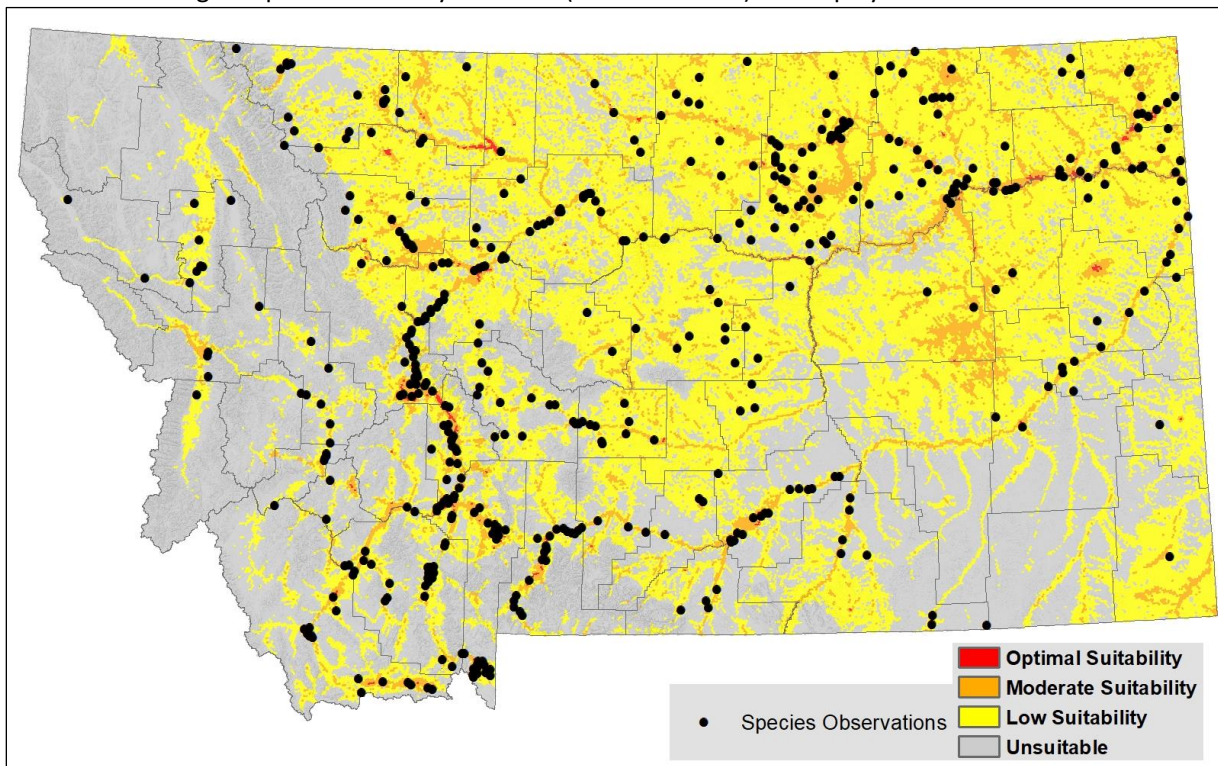 Optimal Suitability
Moderate Suitability
Species Observations
Low Suitability
Unsuitable